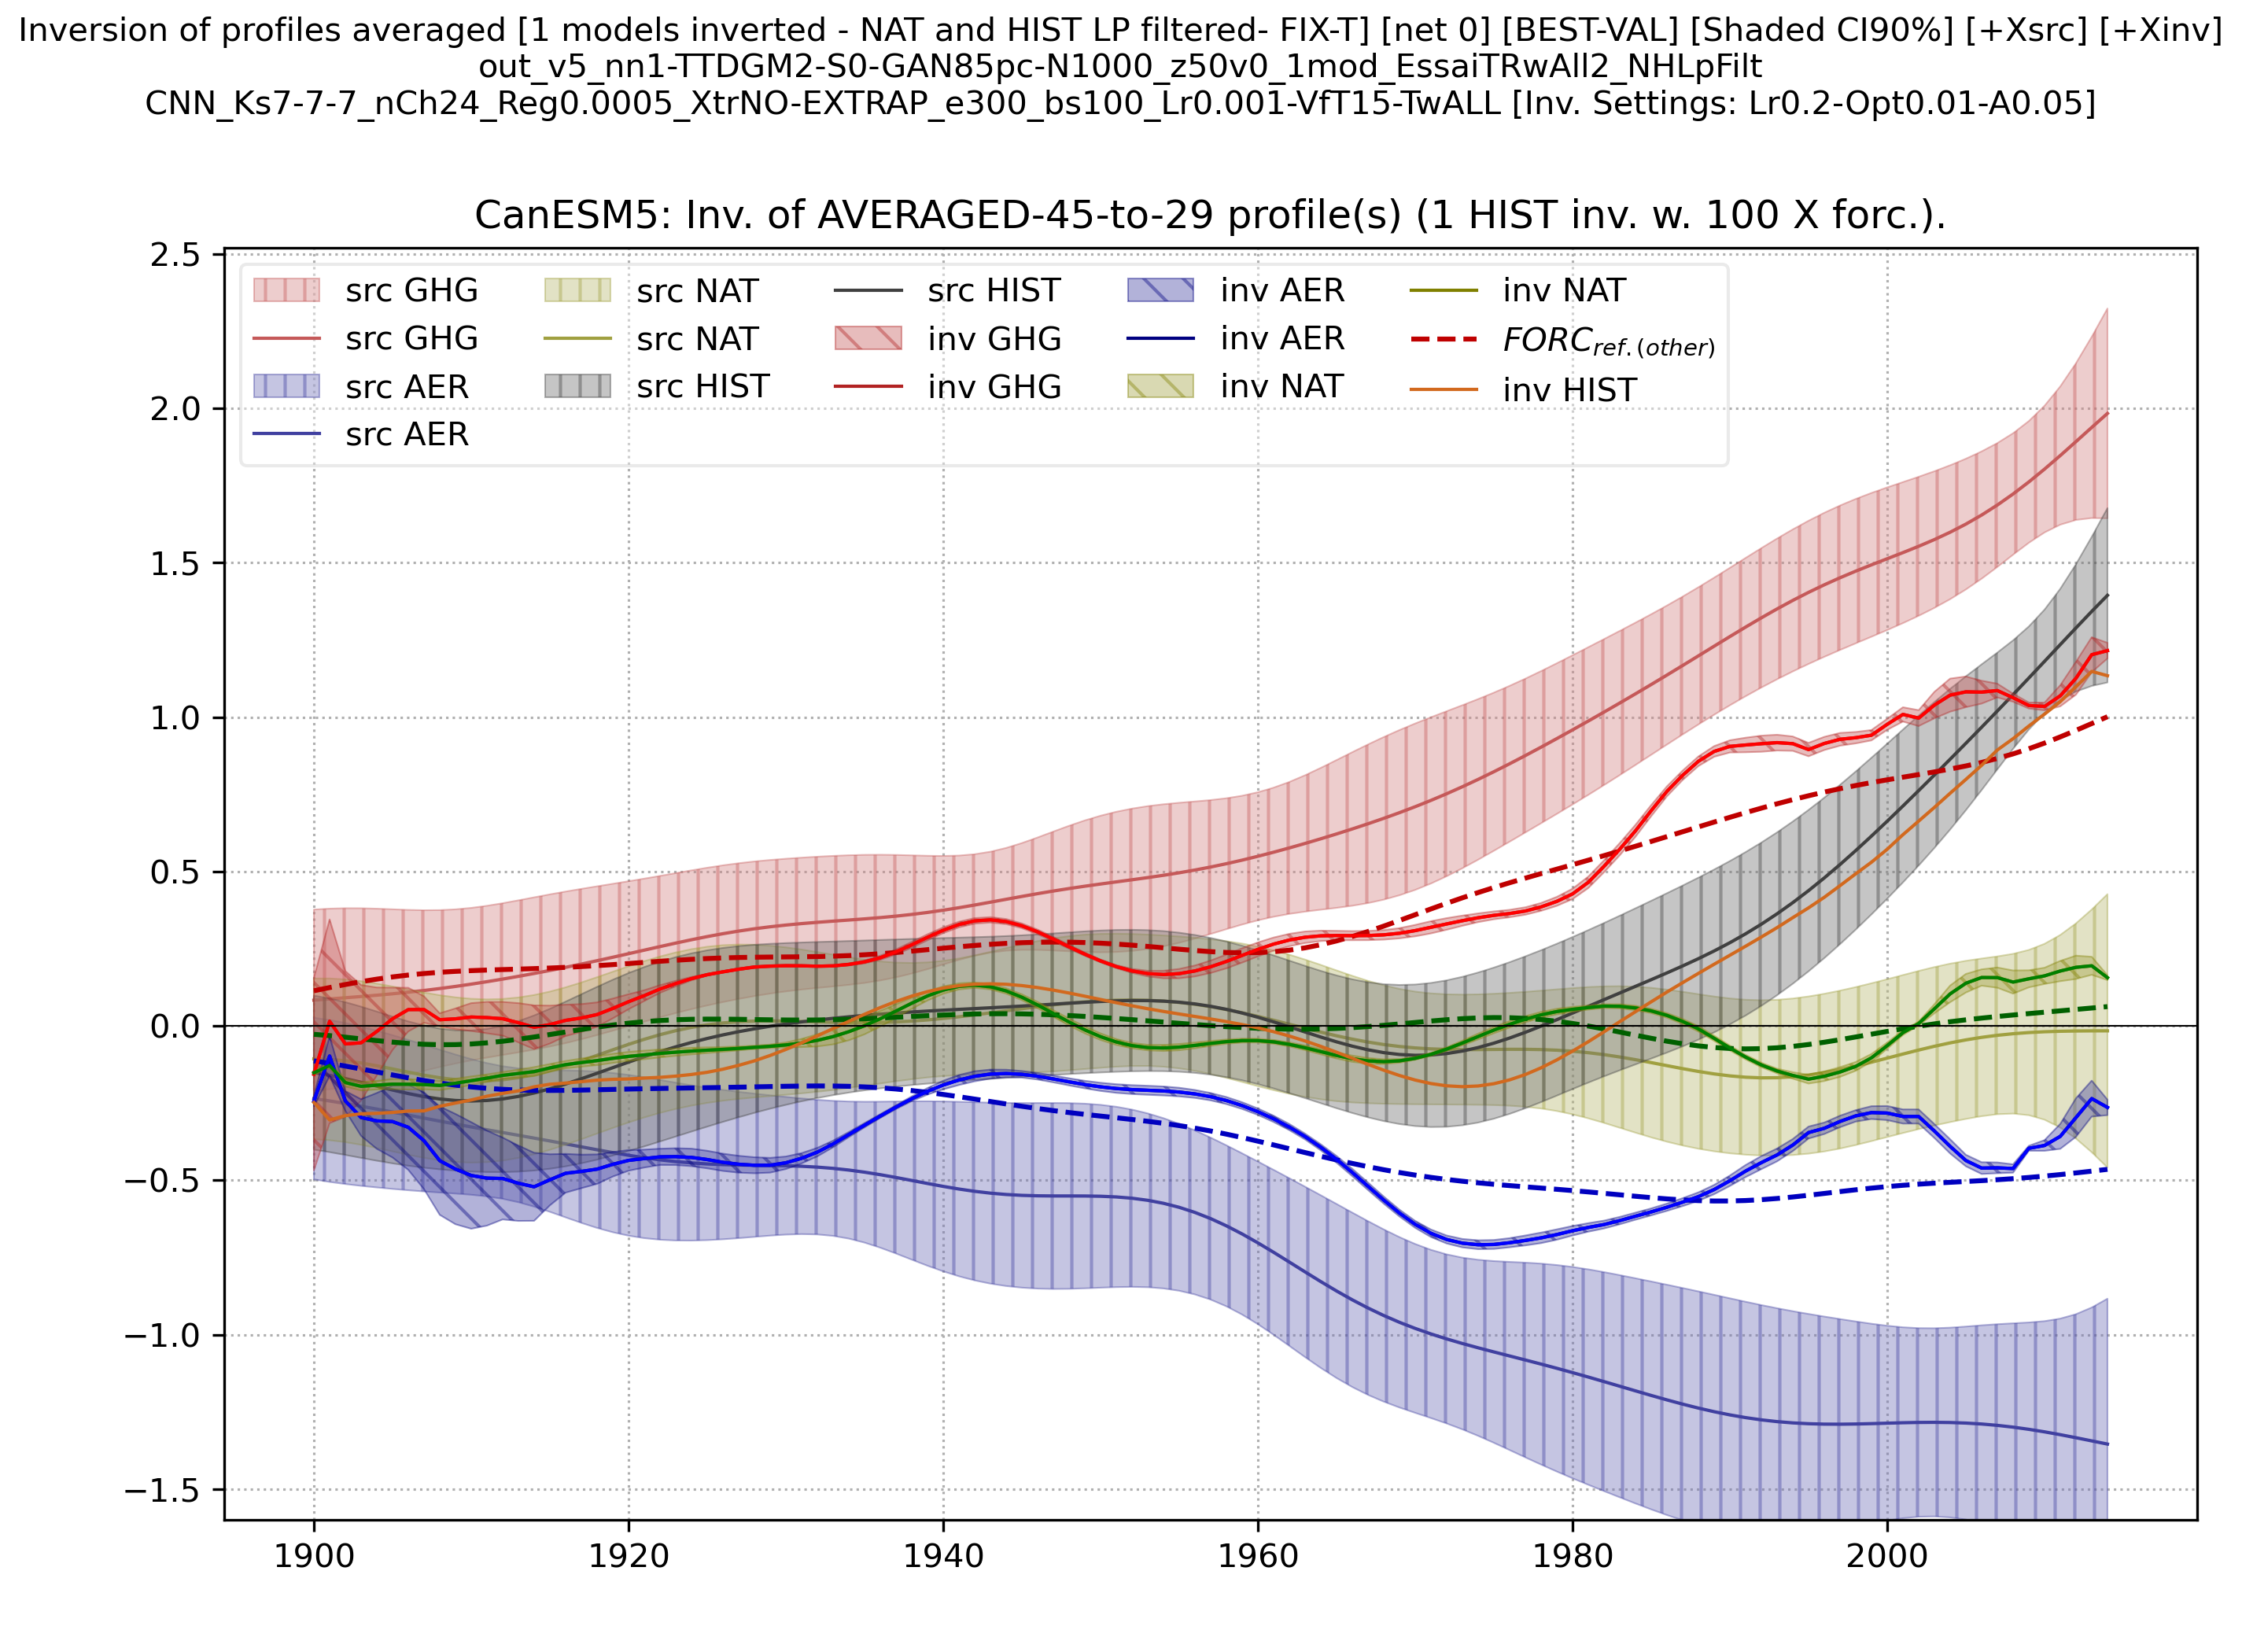 Inversion of profiles averaged [1 models inverted - NAT and HIST LP filtered- FIX-T] [net 0] [BEST-VAL] [Shaded CI90%] [+Xsrc] [+Xinv]
out_v5_nn1-TTDGM2-S0-GAN85pc-N1000_z50v0_1mod_EssaiTRwAll2_NHLpFilt
CNN_Ks7-7-7_nCh24_Reg0.0005_XtrNO-EXTRAP_e300_bs100_Lr0.001-VfT15-TwALL [Inv. Settings: Lr0.2-Opt0.01-A0.05]
CanESM5: Inv. of AVERAGED-45-to-29 profile(s) (1 HIST inv. w. 100 X forc.).
src GHG
src GHG
src AER
src AER
src NAT
src NAT
src HIST
src HIST
inv GHG
inv GHG
inv AER
inv AER
inv NAT
inv NAT
FORC_ref.(other)
inv HIST
2.5
2.0
1.5
1.0
0.5
0.0
−0.5
−1.0
−1.5
1900 1920 1940 1960 1980 2000